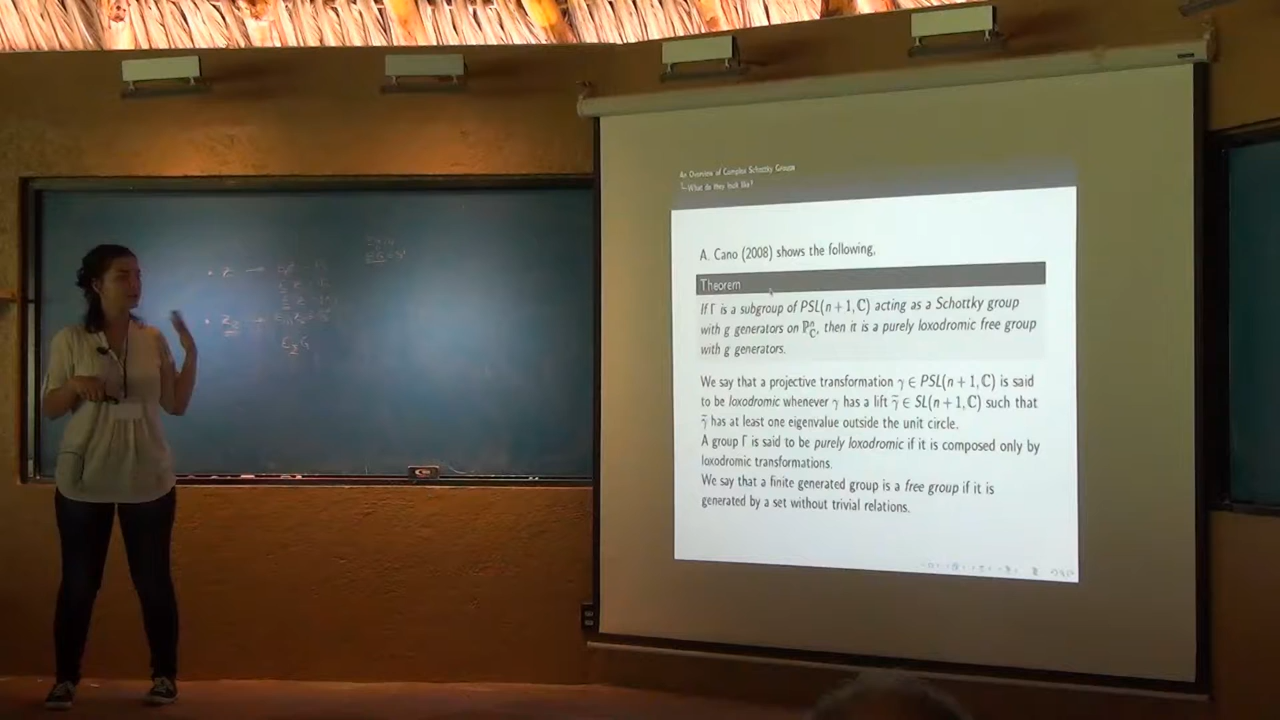 An Overview of Complex Schottky Groups
└What do they look like?
A. Cano (2008) shows the following,
Theorem
If Γ is a subgroup of PSL(n + 1, ℂ) acting as a Schottky group
with g generators on ℙⁿ_ℂ, then it is a purely loxodromic free group
with g generators.
We say that a projective transformation γ ∈ PSL(n + 1, ℂ) is said
to be loxodromic whenever γ has a lift γ̃ ∈ SL(n + 1, ℂ) such that
γ̃ has at least one eigenvalue outside the unit circle.
A group Γ is said to be purely loxodromic if it is composed only by
loxodromic transformations.
We say that a finite generated group is a free group if it is
generated by a set without trivial relations.